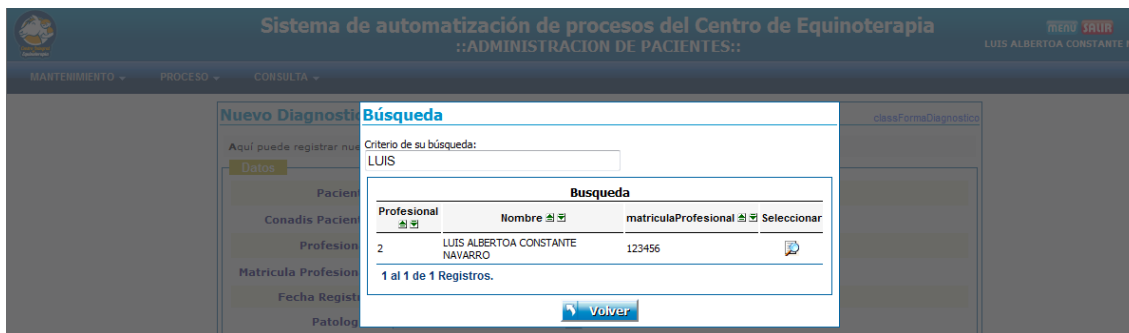 Sistema de automatización de procesos del Centro de Equinoterapia
::ADMINISTRACION DE PACIENTES::
MENU SALIR
LUIS ALBERTOA CONSTANTE
MANTENIMIENTO PROCESO CONSULTA
Nuevo Diagnostic
classFormaDiagnostico
Aquí puede registrar nue
Datos
Pacient
Conadis Pacient
Profesion
Matricula Profesion
Fecha Registr
Patolog
Búsqueda
Criterio de su búsqueda:
LUIS
Busqueda
Profesional Nombre matriculaProfesional Seleccionar
2 LUIS ALBERTOA CONSTANTE NAVARRO 123456
1 al 1 de 1 Registros.
Volver